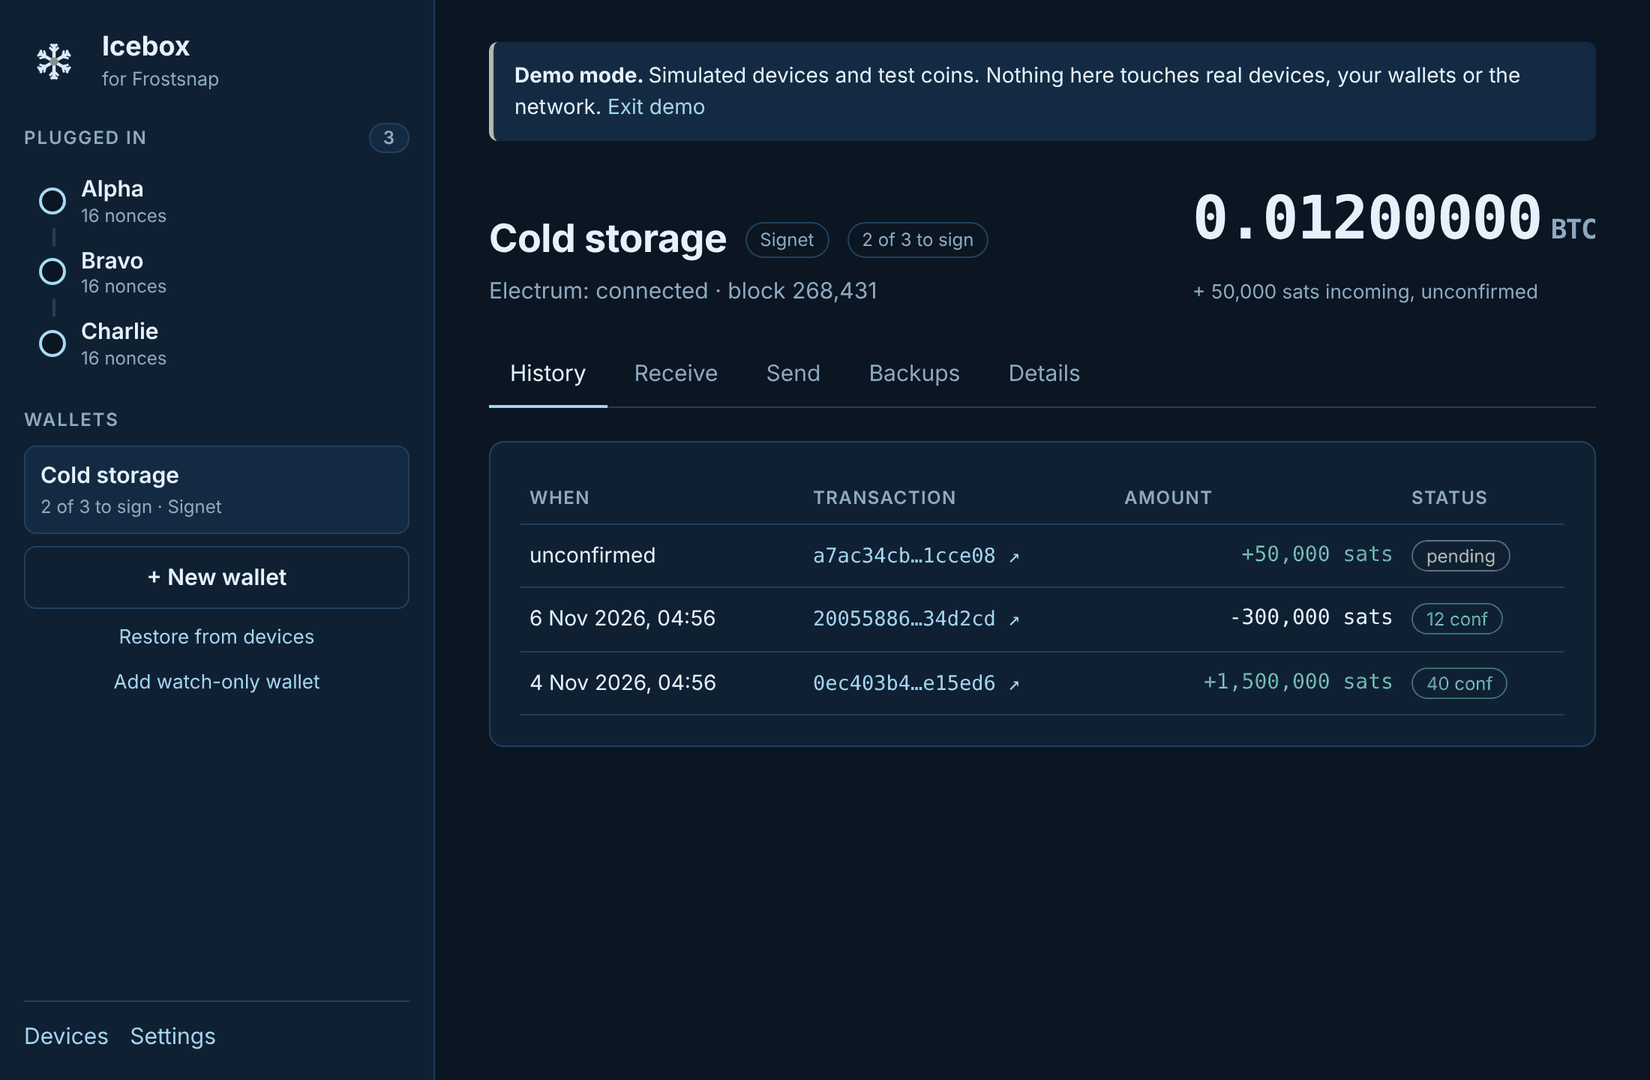 Icebox
for Frostsnap
PLUGGED IN 3
Alpha
16 nonces
Bravo
16 nonces
Charlie
16 nonces
WALLETS
Cold storage
2 of 3 to sign · Signet
+ New wallet
Restore from devices
Add watch-only wallet
Devices Settings
Demo mode. Simulated devices and test coins. Nothing here touches real devices, your wallets or the
network. Exit demo
Cold storage Signet 2 of 3 to sign
Electrum: connected · block 268,431
0.01200000 BTC
+ 50,000 sats incoming, unconfirmed
History Receive Send Backups Details
WHEN TRANSACTION AMOUNT STATUS
unconfirmed a7ac34cb…1cce08 ↗ +50,000 sats pending
6 Nov 2026, 04:56 20055886…34d2cd ↗ -300,000 sats 12 conf
4 Nov 2026, 04:56 0ec403b4…e15ed6 ↗ +1,500,000 sats 40 conf